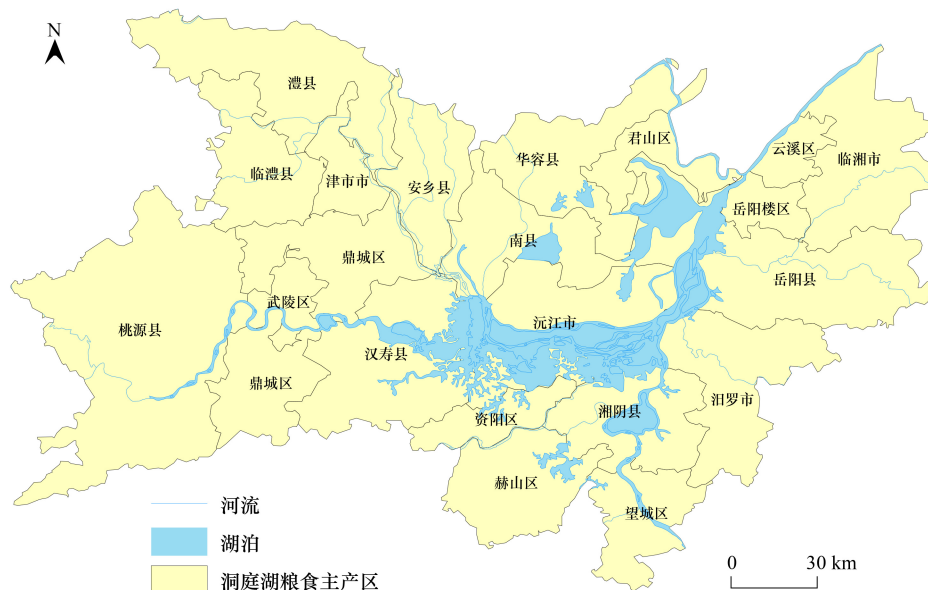 N
澧县
君山区
云溪区
华容县
临湘市
临澧县
津市市
安乡县
岳阳楼区
南县
鼎城区
岳阳县
武陵区
桃源县
沅江市
汉寿县
鼎城区
汨罗市
资阳区
湘阴县
赫山区
望城区
河流
湖泊
洞庭湖粮食主产区
0 30 km